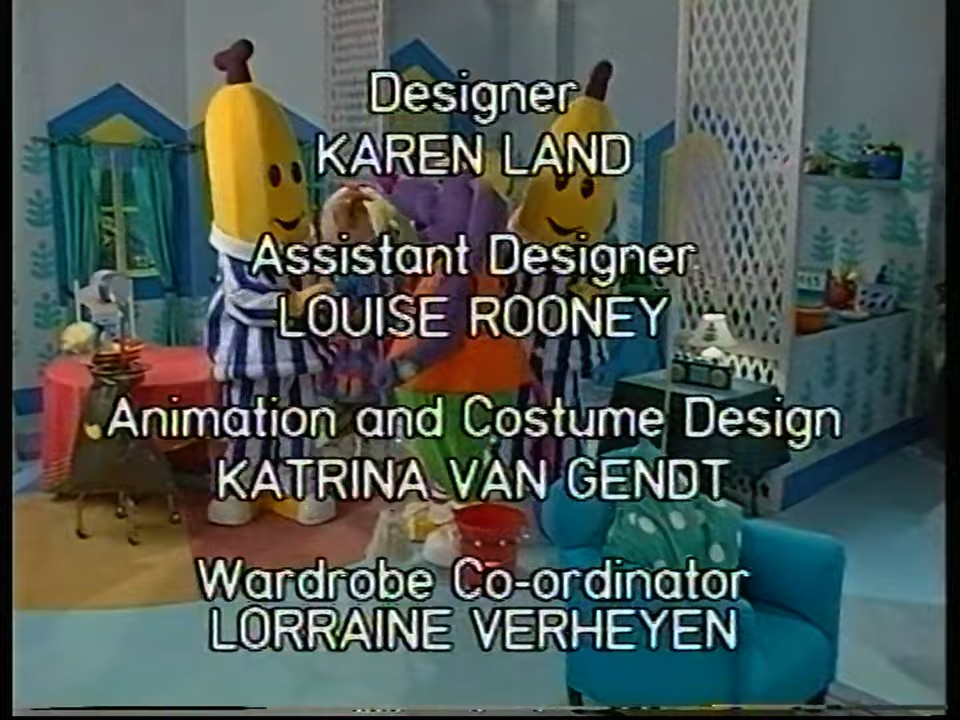 Designer
KAREN LAND
Assistant Designer
LOUISE ROONEY
Animation and Costume Design
KATRINA VAN GENDT
Wardrobe Co-ordinator
LORRAINE VERHEYEN